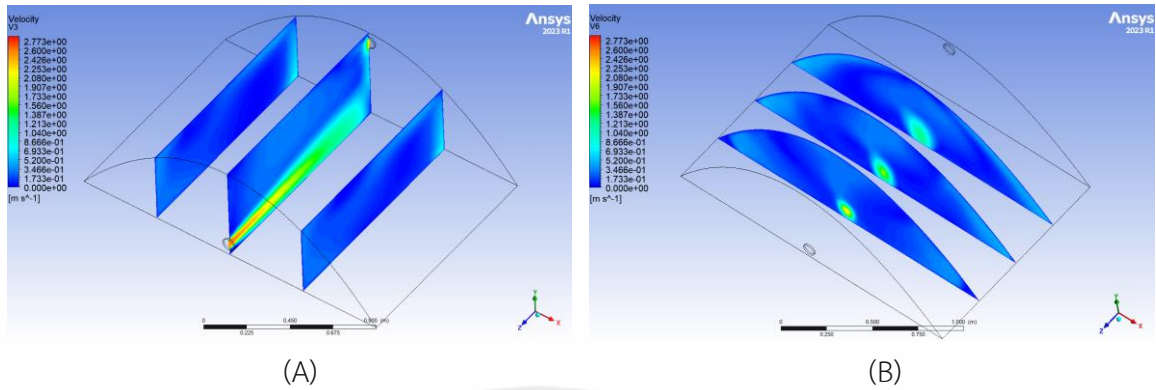 Velocity
V3
2.773e+00
2.600e+00
2.426e+00
2.253e+00
2.080e+00
1.907e+00
1.733e+00
1.560e+00
1.387e+00
1.213e+00
1.040e+00
8.666e-01
6.933e-01
5.200e-01
3.466e-01
1.733e-01
0.000e+00
[m s^-1]
Ansys
2023 R1
0 0.450 0.900 (m)
0.225 0.675
Y
Z X
(A)
Velocity
V6
2.773e+00
2.600e+00
2.426e+00
2.253e+00
2.080e+00
1.907e+00
1.733e+00
1.560e+00
1.387e+00
1.213e+00
1.040e+00
8.666e-01
6.933e-01
5.200e-01
3.466e-01
1.733e-01
0.000e+00
[m s^-1]
Ansys
2023 R1
0 0.500 1.000 (m)
0.250 0.750
Y
Z X
(B)